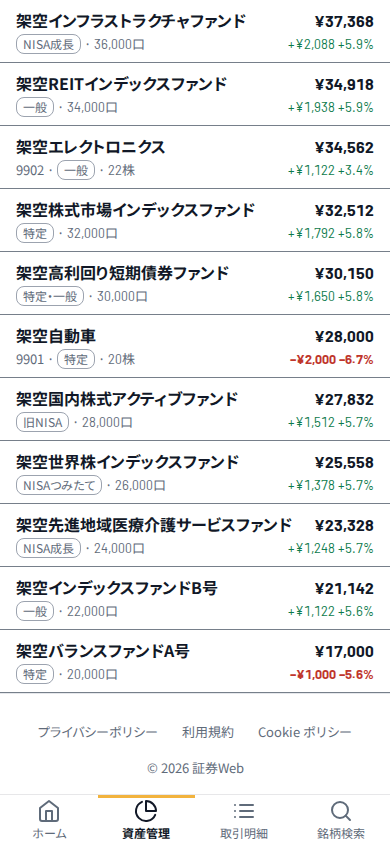 架空インフラストラクチャファンド ¥37,368
NISA成長 · 36,000口 +¥2,088 +5.9%
架空REITインデックスファンド ¥34,918
一般 · 34,000口 +¥1,938 +5.9%
架空エレクトロニクス ¥34,562
9902 · 一般 · 22株 +¥1,122 +3.4%
架空株式市場インデックスファンド ¥32,512
特定 · 32,000口 +¥1,792 +5.8%
架空高利回り短期債券ファンド ¥30,150
特定・一般 · 30,000口 +¥1,650 +5.8%
架空自動車 ¥28,000
9901 · 特定 · 20株 −¥2,000 −6.7%
架空国内株式アクティブファンド ¥27,832
旧NISA · 28,000口 +¥1,512 +5.7%
架空世界株インデックスファンド ¥25,558
NISAつみたて · 26,000口 +¥1,378 +5.7%
架空先進地域医療介護サービスファンド ¥23,328
NISA成長 · 24,000口 +¥1,248 +5.7%
架空インデックスファンドB号 ¥21,142
一般 · 22,000口 +¥1,122 +5.6%
架空バランスファンドA号 ¥17,000
特定 · 20,000口 −¥1,000 −5.6%
プライバシーポリシー 利用規約 Cookie ポリシー
© 2026 証券Web
ホーム 資産管理 取引明細 銘柄検索